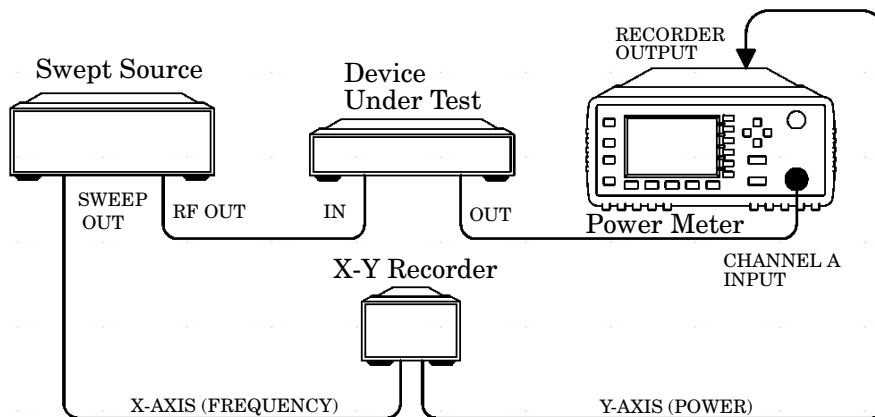 RECORDER
OUTPUT
Swept Source
Device
Under Test
SWEEP
OUT
RF OUT
IN
OUT
Power Meter
CHANNEL A
INPUT
X-Y Recorder
X-AXIS (FREQUENCY)
Y-AXIS (POWER)